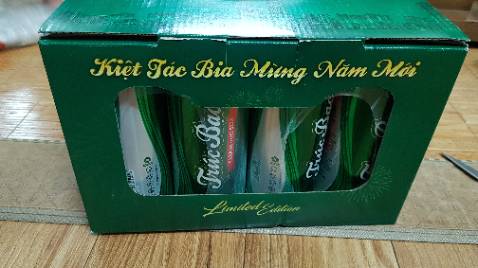 Kiệt Tác Bia Mừng Năm Mới
Trúc Bạch
Trúc Bạch
Limited Edition